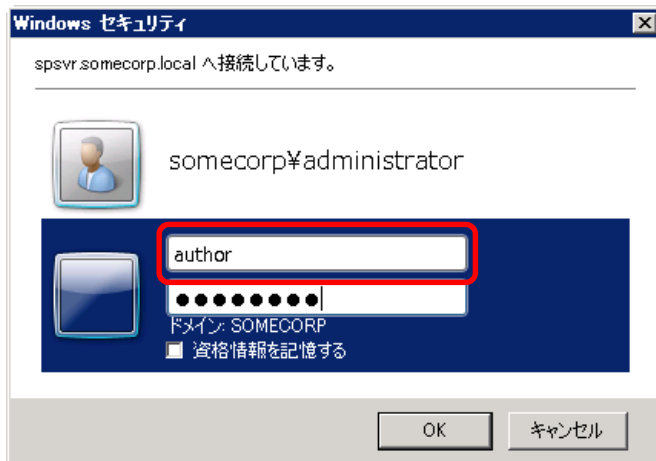 Windows セキュリティ
spsvr.somecorp.local へ接続しています。
somecorp¥administrator
author
●●●●●●●●
ドメイン: SOMECORP
資格情報を記憶する
OK
キャンセル